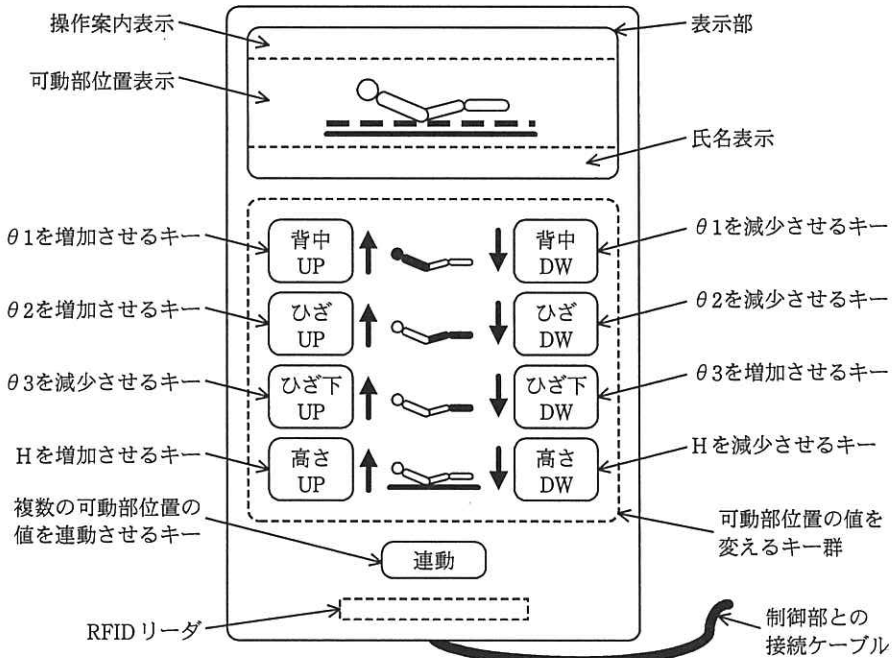 操作案内表示
表示部
可動部位置表示
氏名表示
θ1を増加させるキー
背中
UP
背中
DW
θ1を減少させるキー
θ2を増加させるキー
ひざ
UP
ひざ
DW
θ2を減少させるキー
θ3を減少させるキー
ひざ下
UP
ひざ下
DW
θ3を増加させるキー
Hを増加させるキー
高さ
UP
高さ
DW
Hを減少させるキー
複数の可動部位置の
値を連動させるキー
連動
可動部位置の値を
変えるキー群
RFIDリーダ
制御部との
接続ケーブル